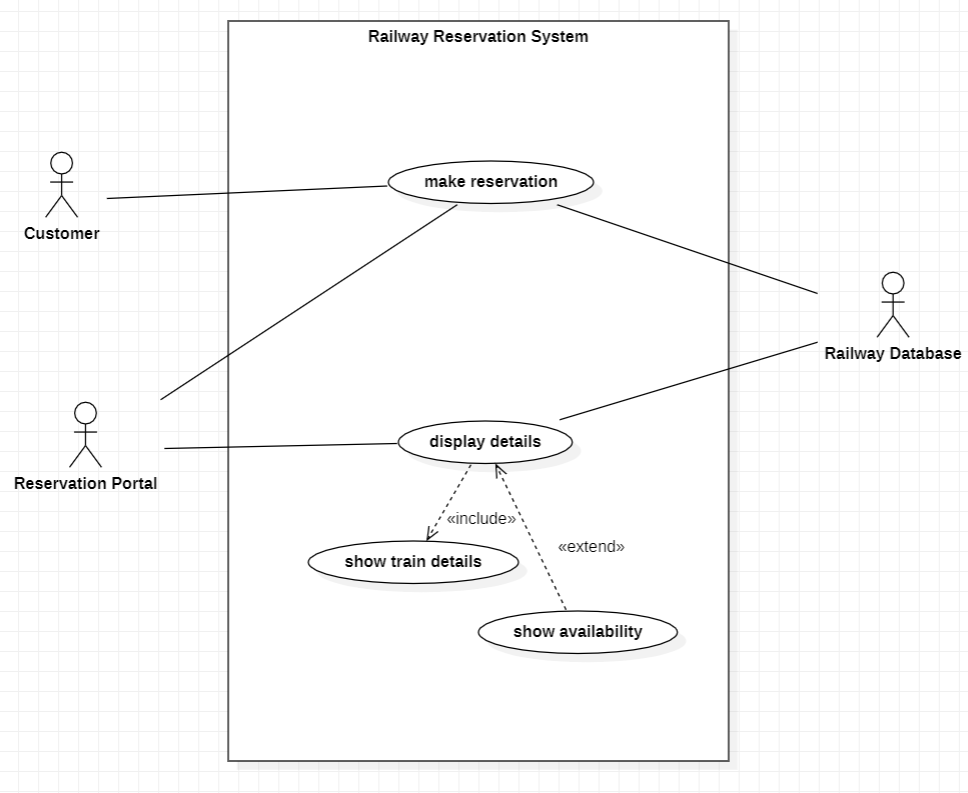 Railway Reservation System
make reservation
Customer
Railway Database
display details
Reservation Portal
«include»
«extend»
show train details
show availability